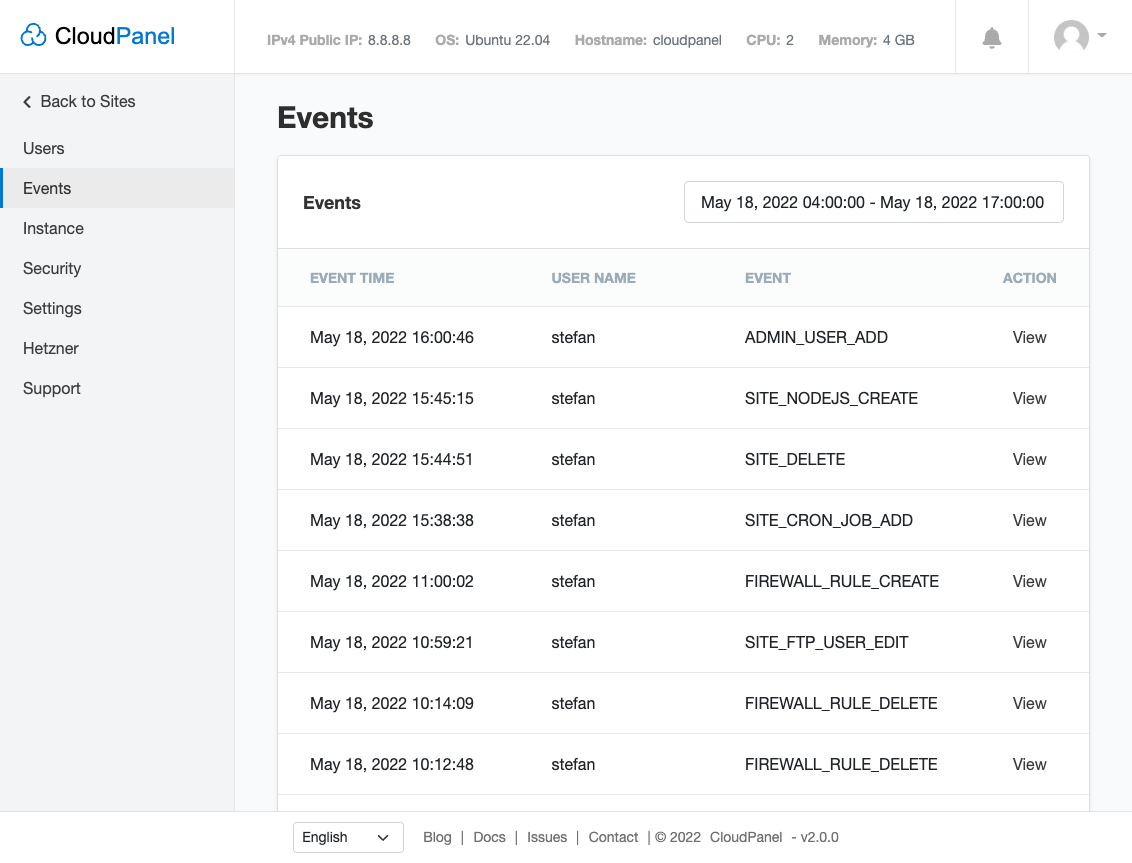 CloudPanel
IPv4 Public IP: 8.8.8.8 OS: Ubuntu 22.04 Hostname: cloudpanel CPU: 2 Memory: 4 GB
Back to Sites
Users
Events
Instance
Security
Settings
Hetzner
Support
Events
Events
May 18, 2022 04:00:00 - May 18, 2022 17:00:00
EVENT TIME USER NAME EVENT ACTION
May 18, 2022 16:00:46 stefan ADMIN_USER_ADD View
May 18, 2022 15:45:15 stefan SITE_NODEJS_CREATE View
May 18, 2022 15:44:51 stefan SITE_DELETE View
May 18, 2022 15:38:38 stefan SITE_CRON_JOB_ADD View
May 18, 2022 11:00:02 stefan FIREWALL_RULE_CREATE View
May 18, 2022 10:59:21 stefan SITE_FTP_USER_EDIT View
May 18, 2022 10:14:09 stefan FIREWALL_RULE_DELETE View
May 18, 2022 10:12:48 stefan FIREWALL_RULE_DELETE View
English Blog | Docs | Issues | Contact | © 2022 CloudPanel - v2.0.0